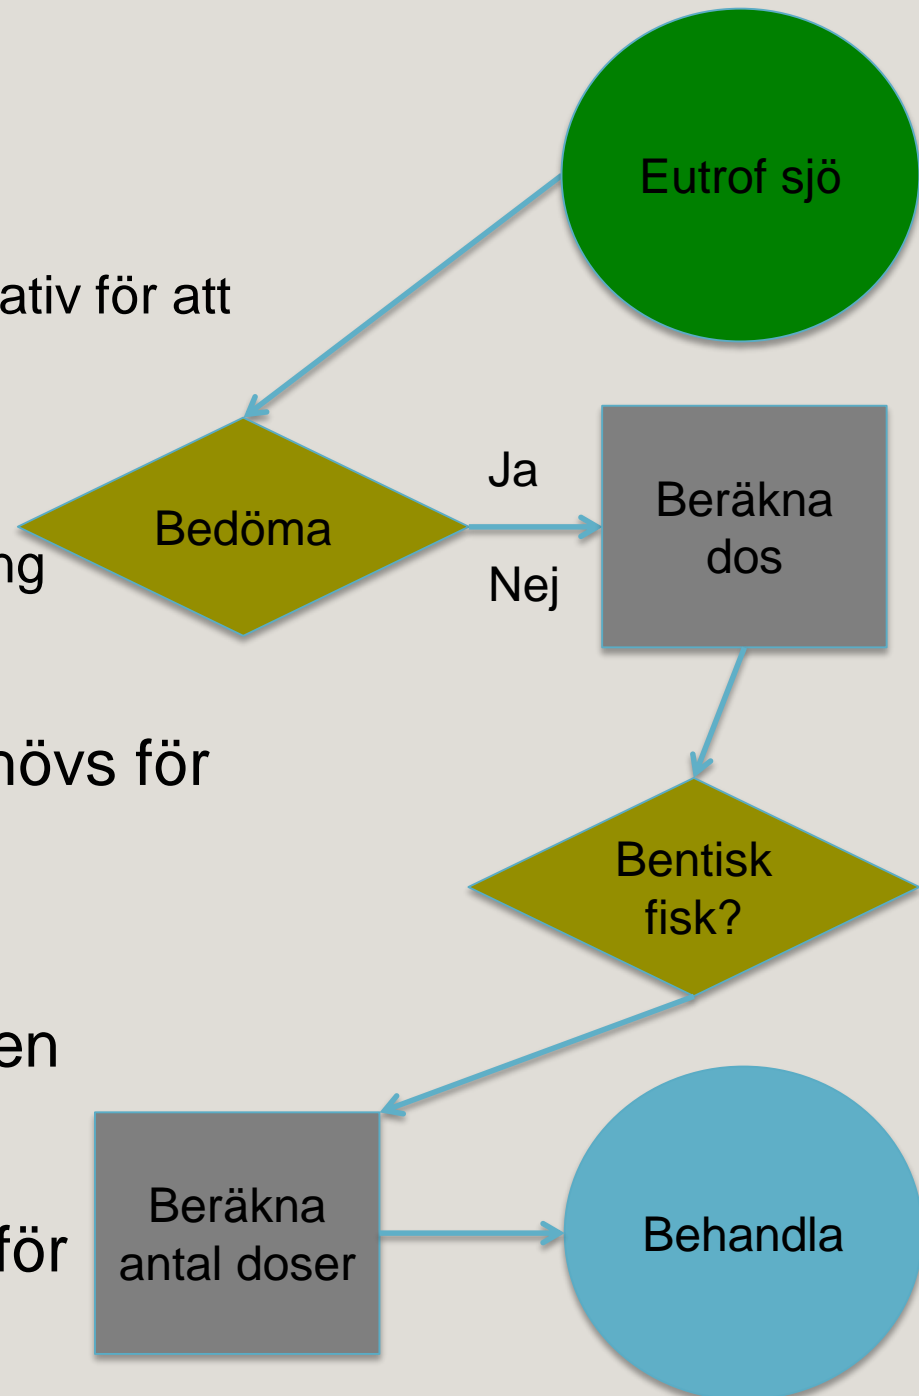 Eutrof sjö
ativ för att
Ja
Bedöma
Beräkna
dos
ng
Nej
növs för
Bentisk
fisk?
en
Beräkna
antal doser
för
Behandla